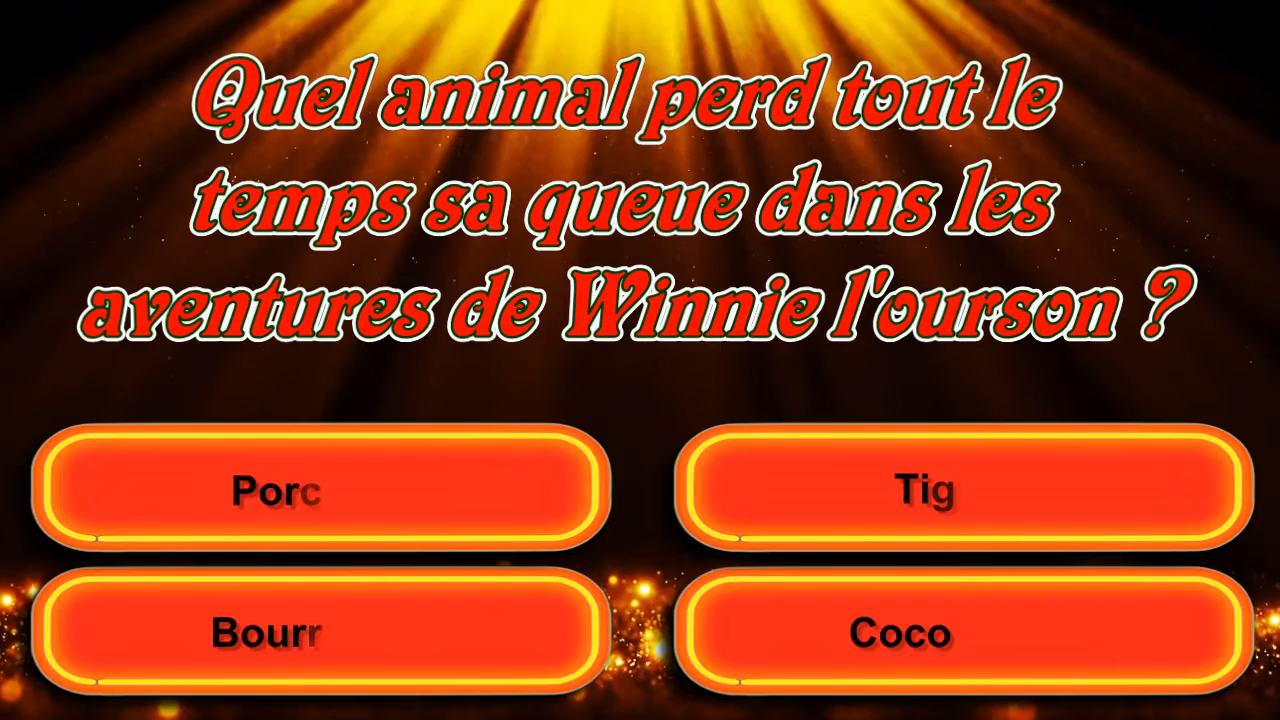 Quel animal perd tout le
temps sa queue dans les
aventures de Winnie l'ourson ?
Porc
Tig
Bourr
Coco